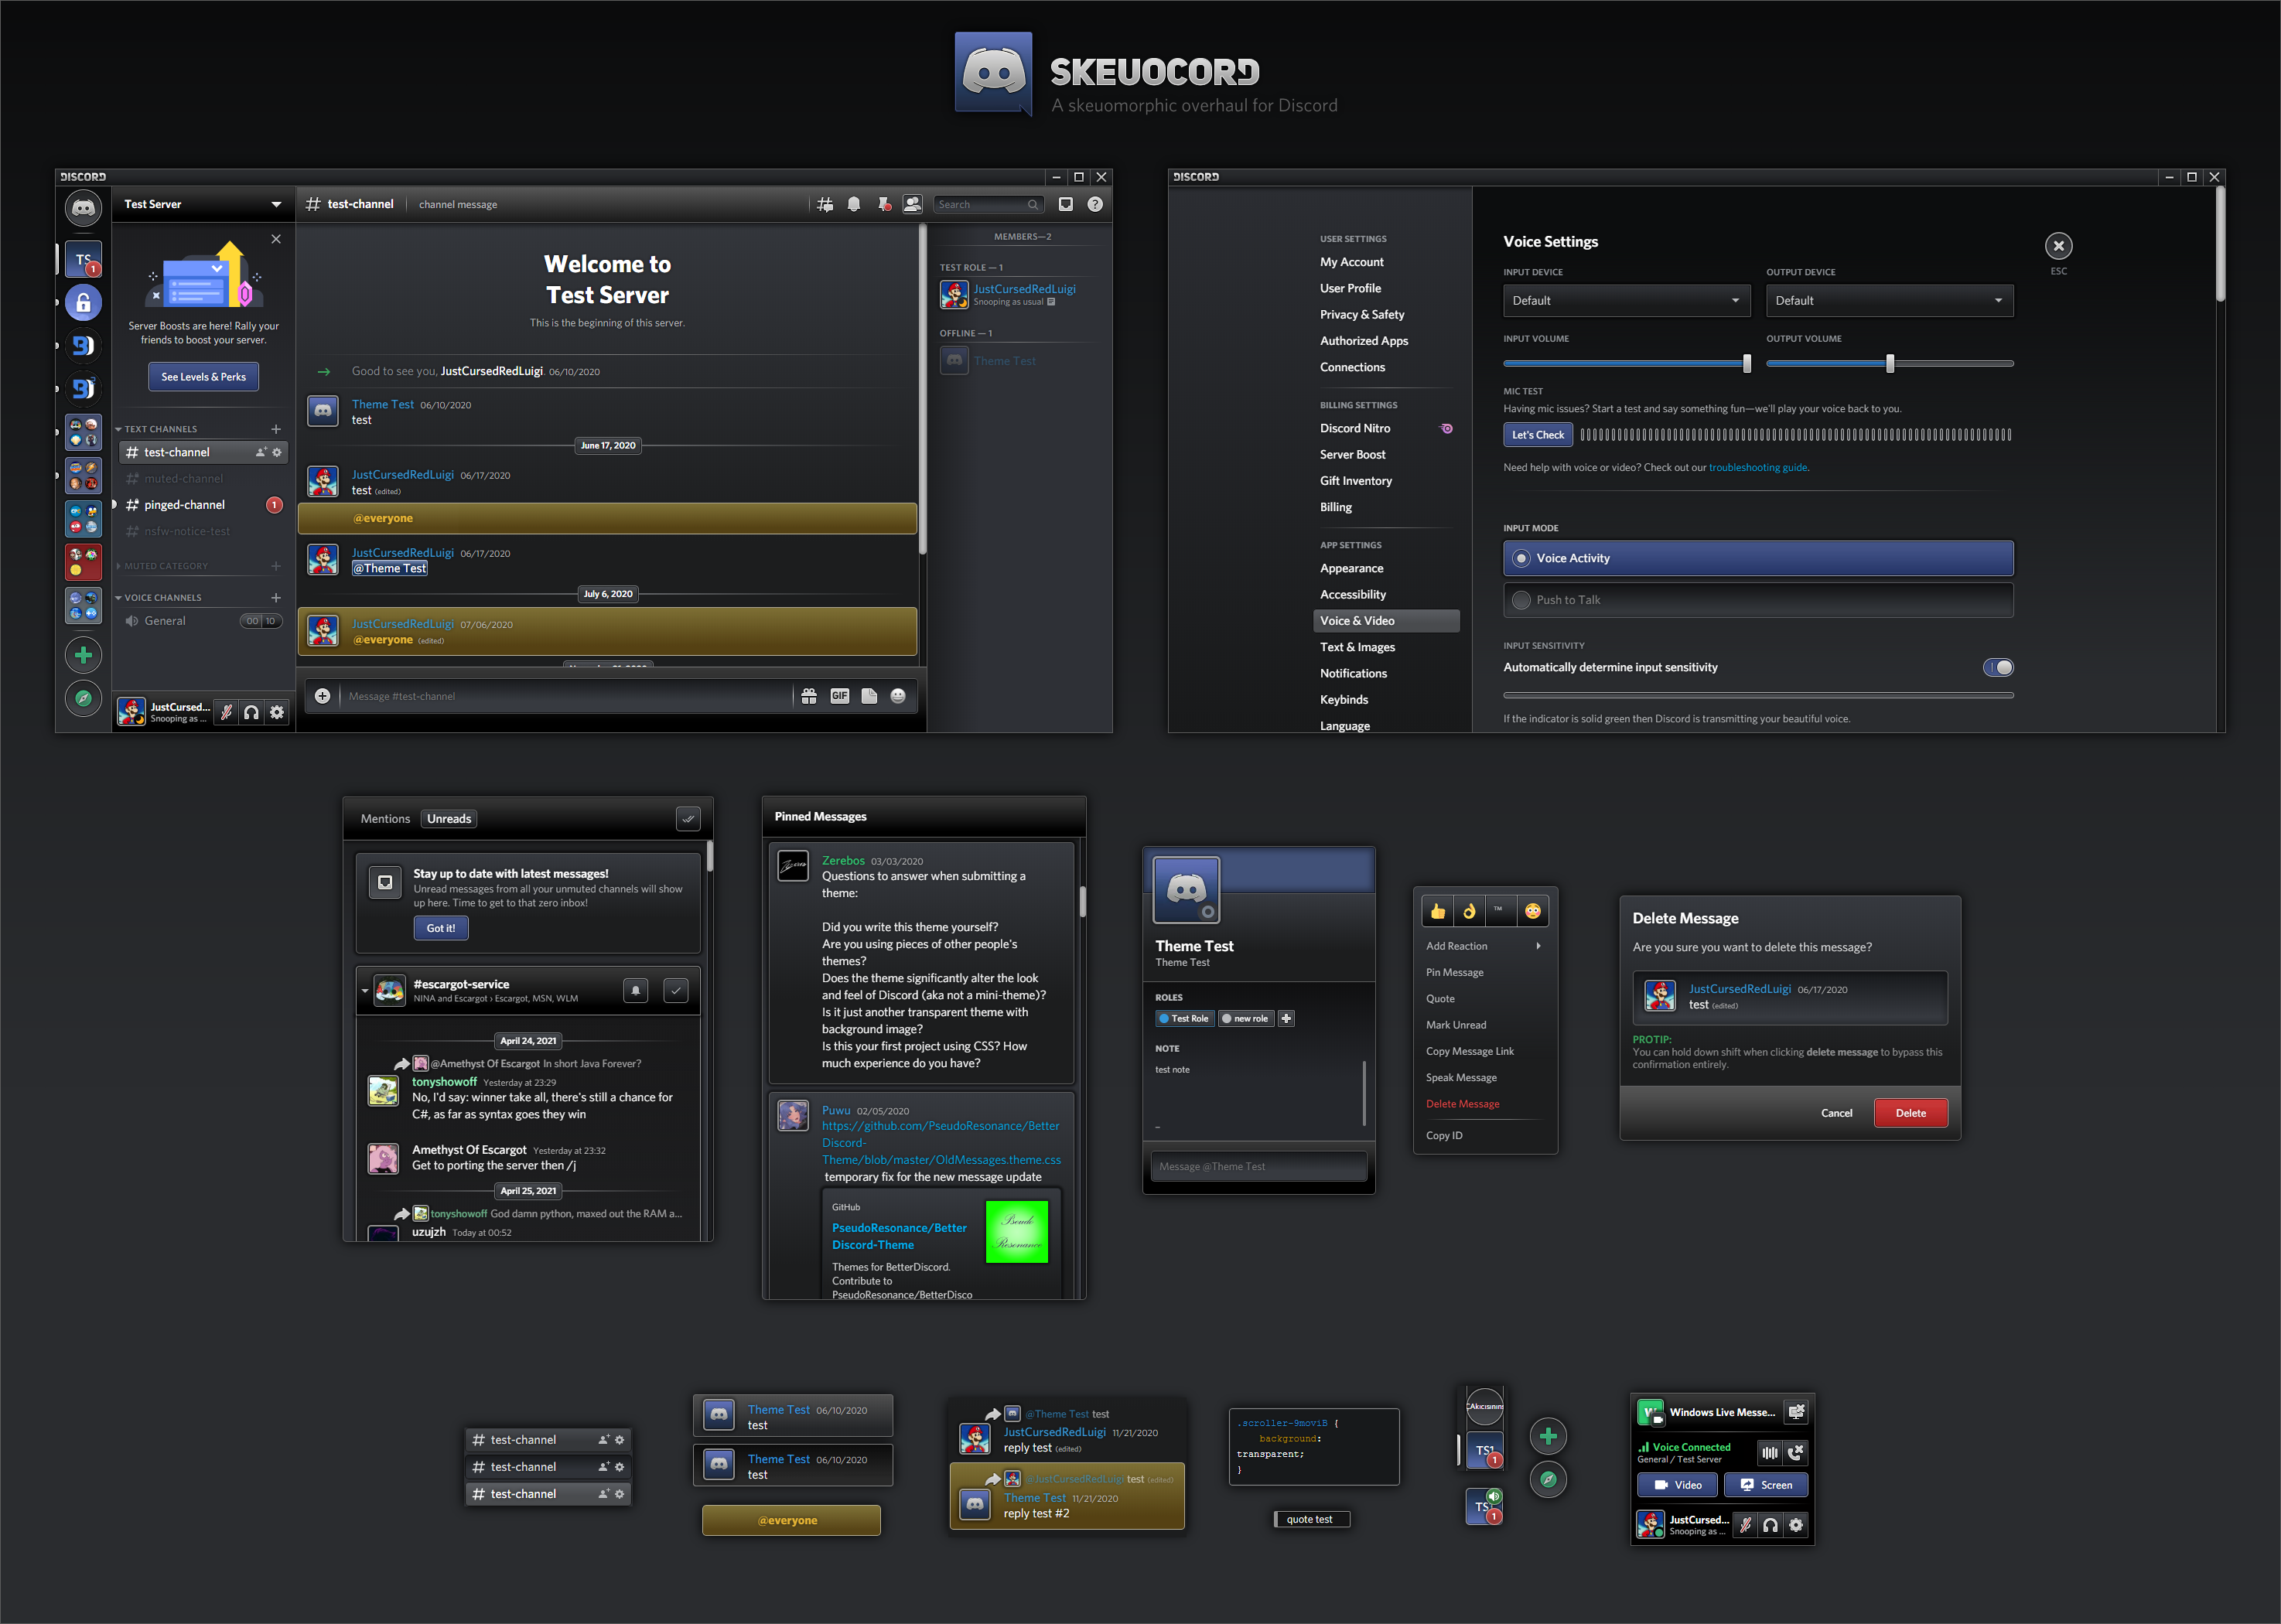 SKEUOCORD
A skeuomorphic overhaul for Discord
DISCORD
Test Server
# test-channel
channel message
Search
TS
1
Server Boosts are here! Rally your
friends to boost your server.
See Levels & Perks
TEXT CHANNELS
test-channel
muted-channel
pinged-channel
1
nsfw-notice-test
MUTED CATEGORY
VOICE CHANNELS
General
00 10
JustCursed...
Snooping as ...
Welcome to
Test Server
This is the beginning of this server.
Good to see you, JustCursedRedLuigi. 06/10/2020
Theme Test 06/10/2020
test
June 17, 2020
JustCursedRedLuigi 06/17/2020
test (edited)
@everyone
JustCursedRedLuigi 06/17/2020
@Theme Test
July 6, 2020
JustCursedRedLuigi 07/06/2020
@everyone (edited)
Message #test-channel
GIF
MEMBERS—2
TEST ROLE — 1
JustCursedRedLuigi
Snooping as usual
OFFLINE — 1
Theme Test
DISCORD
USER SETTINGS
My Account
User Profile
Privacy & Safety
Authorized Apps
Connections
BILLING SETTINGS
Discord Nitro
Server Boost
Gift Inventory
Billing
APP SETTINGS
Appearance
Accessibility
Voice & Video
Text & Images
Notifications
Keybinds
Language
Voice Settings
ESC
INPUT DEVICE
OUTPUT DEVICE
Default
Default
INPUT VOLUME
OUTPUT VOLUME
MIC TEST
Having mic issues? Start a test and say something fun—we'll play your voice back to you.
Let's Check
Need help with voice or video? Check out our troubleshooting guide.
INPUT MODE
Voice Activity
Push to Talk
INPUT SENSITIVITY
Automatically determine input sensitivity
If the indicator is solid green then Discord is transmitting your beautiful voice.
Mentions Unreads
Stay up to date with latest messages!
Unread messages from all your unmuted channels will show
up here. Time to get to that zero inbox!
Got it!
#escargot-service
NINA and Escargot › Escargot, MSN, WLM
April 24, 2021
@Amethyst Of Escargot In short Java Forever?
tonyshowoff Yesterday at 23:29
No, I'd say: winner take all, there's still a chance for
C#, as far as syntax goes they win
Amethyst Of Escargot Yesterday at 23:32
Get to porting the server then /j
April 25, 2021
tonyshowoff God damn python, maxed out the RAM a...
uzujzh Today at 00:52
Pinned Messages
Zerebos 03/03/2020
Questions to answer when submitting a
theme:
Did you write this theme yourself?
Are you using pieces of other people's
themes?
Does the theme significantly alter the look
and feel of Discord (aka not a mini-theme)?
Is it just another transparent theme with
background image?
Is this your first project using CSS? How
much experience do you have?
Puwu 02/05/2020
https://github.com/PseudoResonance/Better
Discord-
Theme/blob/master/OldMessages.theme.css
temporary fix for the new message update
GitHub
PseudoResonance/Better
Discord-Theme
Themes for BetterDiscord.
Contribute to
PseudoResonance/BetterDisco
Theme Test
Theme Test
ROLES
Test Role
new role
NOTE
test note
Message @Theme Test
TM
Add Reaction
Pin Message
Quote
Mark Unread
Copy Message Link
Speak Message
Delete Message
Copy ID
Delete Message
Are you sure you want to delete this message?
JustCursedRedLuigi 06/17/2020
test (edited)
PROTIP:
You can hold down shift when clicking delete message to bypass this
confirmation entirely.
Cancel
Delete
test-channel
test-channel
test-channel
Theme Test 06/10/2020
test
Theme Test 06/10/2020
test
@everyone
@Theme Test test
JustCursedRedLuigi 11/21/2020
reply test (edited)
@JustCursedRedLuigi test (edited)
Theme Test 11/21/2020
reply test #2
.scroller-9moviB {
background:
transparent;
}
quote test
TS1
1
TS
1
Windows Live Messe...
Voice Connected
General / Test Server
Video
Screen
JustCursed...
Snooping as ...